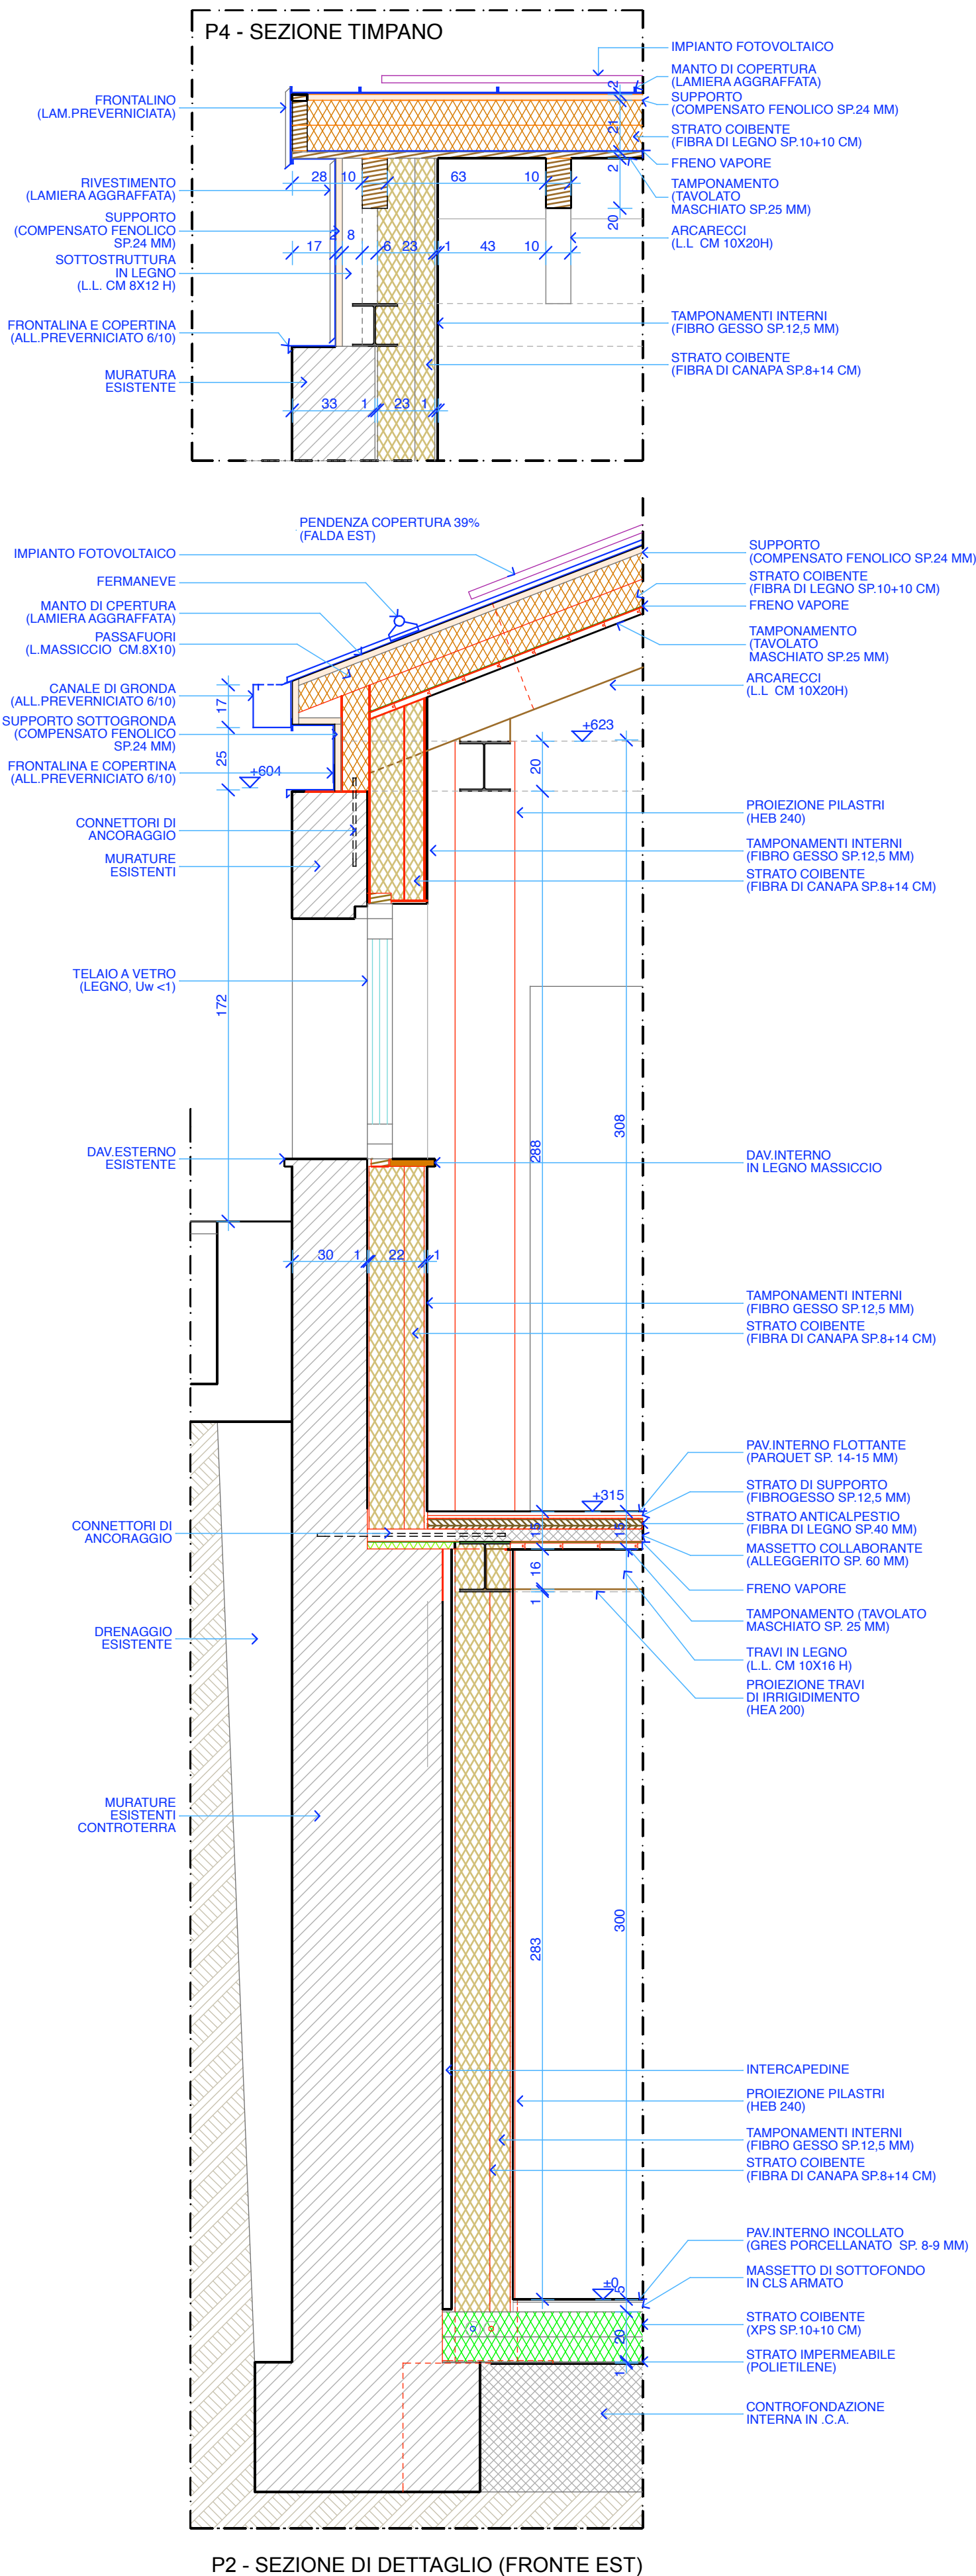 P4 - SEZIONE TIMPANO
IMPIANTO FOTOVOLTAICO
MANTO DI COPERTURA
(LAMIERA AGGRAFFATA)
SUPPORTO
(COMPENSATO FENOLICO SP.24 MM)
STRATO COIBENTE
(FIBRA DI LEGNO SP.10+10 CM)
FRENO VAPORE
TAMPONAMENTO
(TAVOLATO
MASCHIATO SP.25 MM)
ARCARECCI
(L.L CM 10X20H)
TAMPONAMENTI INTERNI
(FIBRO GESSO SP.12,5 MM)
STRATO COIBENTE
(FIBRA DI CANAPA SP.8+14 CM)
FRONTALINO
(LAM.PREVERNICIATA)
RIVESTIMENTO
(LAMIERA AGGRAFFATA)
SUPPORTO
(COMPENSATO FENOLICO
SP.24 MM)
SOTTOSTRUTTURA
IN LEGNO
(L.L. CM 8X12 H)
FRONTALINA E COPERTINA
(ALL.PREVERNICIATO 6/10)
MURATURA
ESISTENTE
2
21
2
20
28 10 63 10
17 2 8 6 23 1 43 10
33 1 23 1
PENDENZA COPERTURA 39%
(FALDA EST)
IMPIANTO FOTOVOLTAICO
FERMANEVE
MANTO DI CPERTURA
(LAMIERA AGGRAFFATA)
PASSAFUORI
(L.MASSICCIO CM.8X10)
CANALE DI GRONDA
(ALL.PREVERNICIATO 6/10)
SUPPORTO SOTTOGRONDA
(COMPENSATO FENOLICO
SP.24 MM)
FRONTALINA E COPERTINA
(ALL.PREVERNICIATO 6/10)
CONNETTORI DI
ANCORAGGIO
MURATURE
ESISTENTI
TELAIO A VETRO
(LEGNO, Uw <1)
DAV.ESTERNO
ESISTENTE
CONNETTORI DI
ANCORAGGIO
DRENAGGIO
ESISTENTE
MURATURE
ESISTENTI
CONTROTERRA
SUPPORTO
(COMPENSATO FENOLICO SP.24 MM)
STRATO COIBENTE
(FIBRA DI LEGNO SP.10+10 CM)
FRENO VAPORE
TAMPONAMENTO
(TAVOLATO
MASCHIATO SP.25 MM)
ARCARECCI
(L.L CM 10X20H)
PROIEZIONE PILASTRI
(HEB 240)
TAMPONAMENTI INTERNI
(FIBRO GESSO SP.12,5 MM)
STRATO COIBENTE
(FIBRA DI CANAPA SP.8+14 CM)
DAV.INTERNO
IN LEGNO MASSICCIO
TAMPONAMENTI INTERNI
(FIBRO GESSO SP.12,5 MM)
STRATO COIBENTE
(FIBRA DI CANAPA SP.8+14 CM)
PAV.INTERNO FLOTTANTE
(PARQUET SP. 14-15 MM)
STRATO DI SUPPORTO
(FIBROGESSO SP.12,5 MM)
STRATO ANTICALPESTIO
(FIBRA DI LEGNO SP.40 MM)
MASSETTO COLLABORANTE
(ALLEGGERITO SP. 60 MM)
FRENO VAPORE
TAMPONAMENTO (TAVOLATO
MASCHIATO SP. 25 MM)
TRAVI IN LEGNO
(L.L. CM 10X16 H)
PROIEZIONE TRAVI
DI IRRIGIDIMENTO
(HEA 200)
INTERCAPEDINE
PROIEZIONE PILASTRI
(HEB 240)
TAMPONAMENTI INTERNI
(FIBRO GESSO SP.12,5 MM)
STRATO COIBENTE
(FIBRA DI CANAPA SP.8+14 CM)
PAV.INTERNO INCOLLATO
(GRES PORCELLANATO SP. 8-9 MM)
MASSETTO DI SOTTOFONDO
IN CLS ARMATO
STRATO COIBENTE
(XPS SP.10+10 CM)
STRATO IMPERMEABILE
(POLIETILENE)
CONTROFONDAZIONE
INTERNA IN .C.A.
17
25
172
+604
+623
20
288
308
30 1 22 1
+315
15
15
16
1
283
300
±0
5
20
1
P2 - SEZIONE DI DETTAGLIO (FRONTE EST)